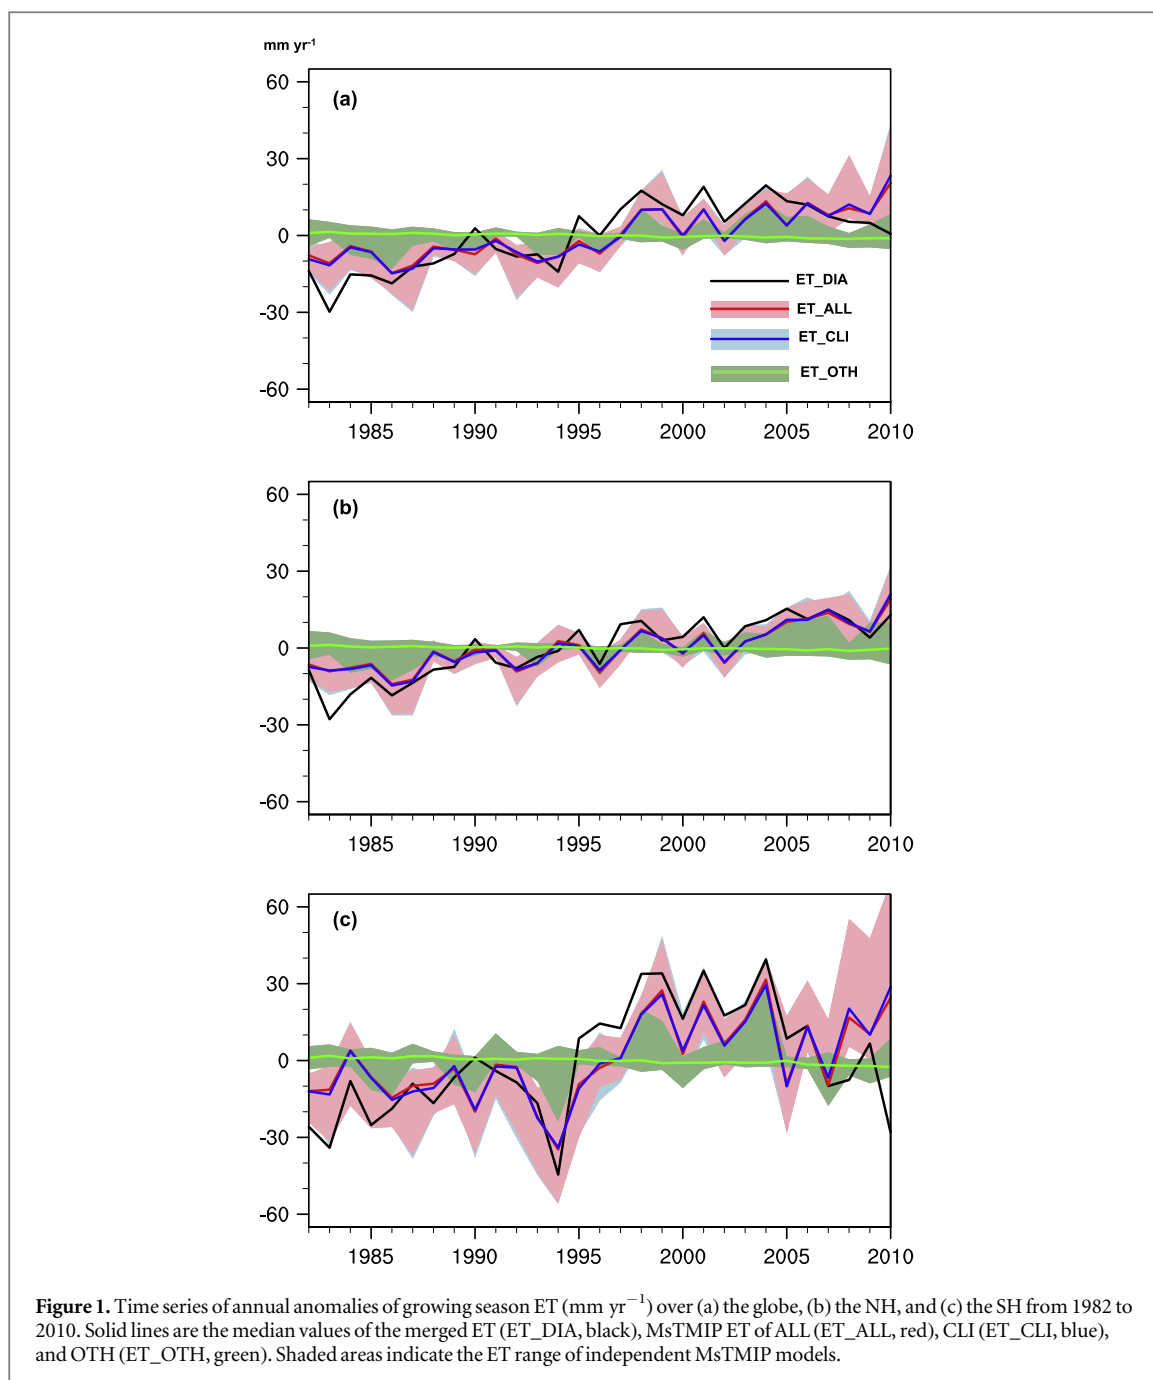 mm yr⁻¹
60
(a)
30
0
ET_DIA
ET_ALL
-30
ET_CLI
ET_OTH
-60
1985 1990 1995 2000 2005 2010
60
(b)
30
0
-30
-60
1985 1990 1995 2000 2005 2010
60
(c)
30
0
-30
-60
1985 1990 1995 2000 2005 2010
Figure 1. Time series of annual anomalies of growing season ET (mm yr⁻¹) over (a) the globe, (b) the NH, and (c) the SH from 1982 to
2010. Solid lines are the median values of the merged ET (ET_DIA, black), MsTMIP ET of ALL (ET_ALL, red), CLI (ET_CLI, blue),
and OTH (ET_OTH, green). Shaded areas indicate the ET range of independent MsTMIP models.